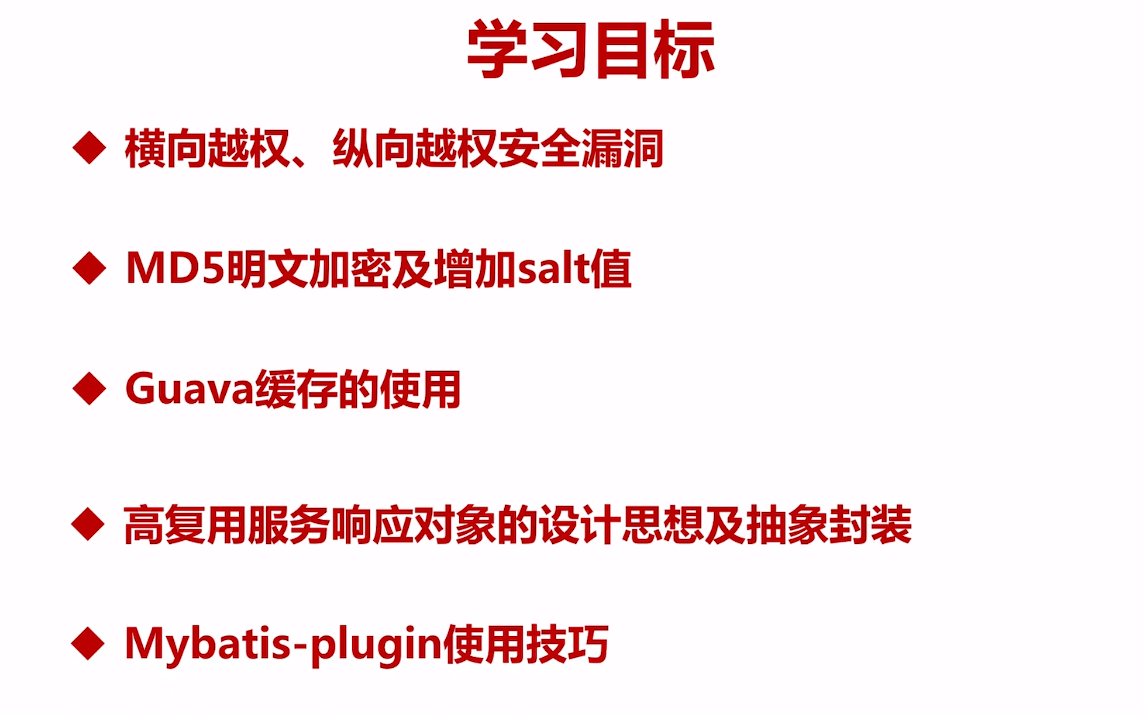 学习目标
◆ 横向越权、纵向越权安全漏洞
◆ MD5明文加密及增加salt值
◆ Guava缓存的使用
◆ 高复用服务响应对象的设计思想及抽象封装
◆ Mybatis-plugin使用技巧